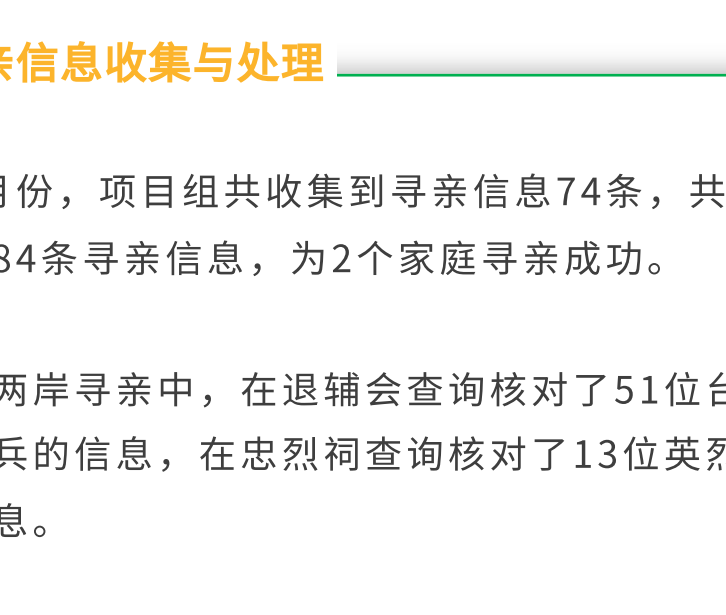 亲信息收集与处理
月份，项目组共收集到寻亲信息74条，共
84条寻亲信息，为2个家庭寻亲成功。
两岸寻亲中，在退辅会查询核对了51位台
兵的信息，在忠烈祠查询核对了13位英烈
息。